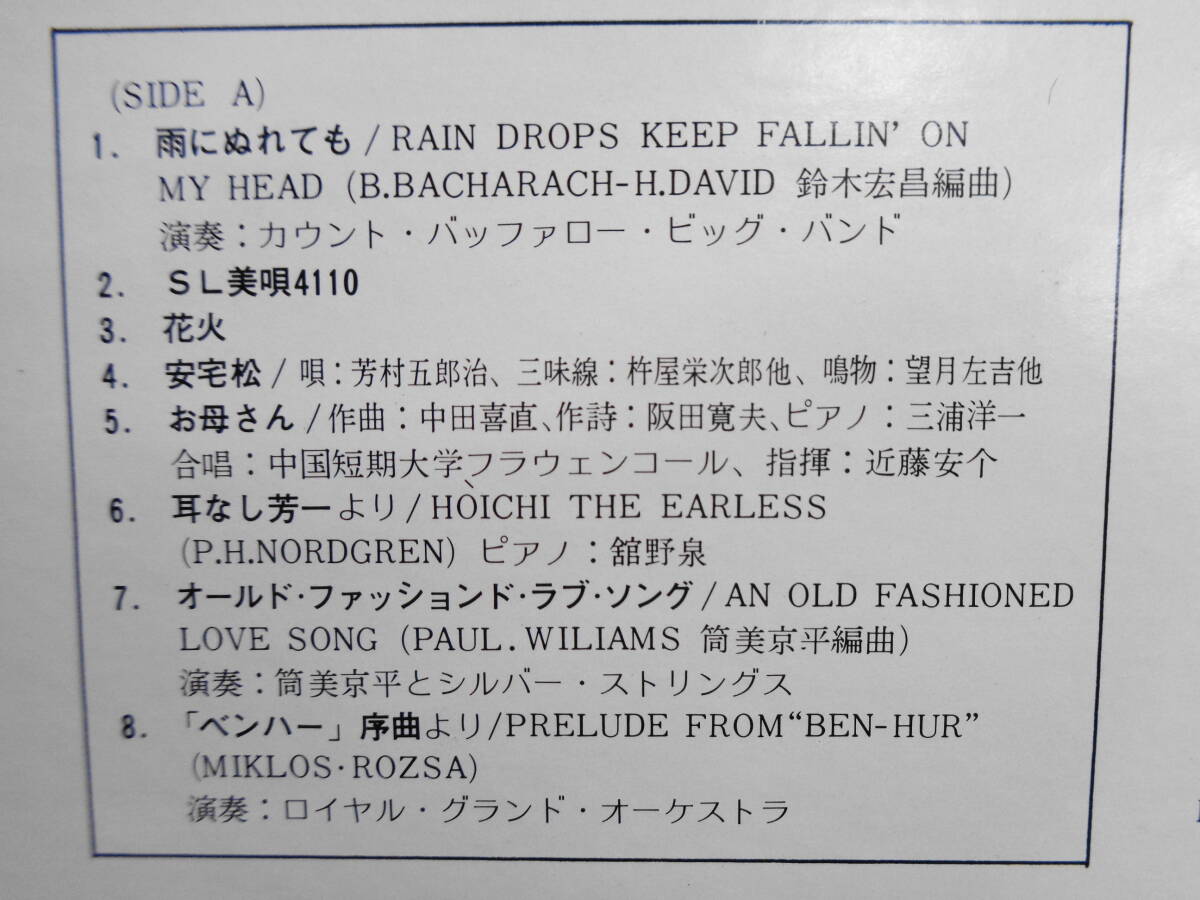 (SIDE A)
1. 雨にぬれても / RAIN DROPS KEEP FALLIN' ON
MY HEAD (B.BACHARACH-H.DAVID 鈴木宏昌編曲)
演奏：カウント・バッファロー・ビッグ・バンド
2. ＳＬ美唄4110
3. 花火
4. 安宅松 / 唄：芳村五郎治、三味線：杵屋栄次郎他、鳴物：望月左吉他
5. お母さん / 作曲：中田喜直、作詩：阪田寛夫、ピアノ：三浦洋一
合唱：中国短期大学フラウェンコール、指揮：近藤安个
6. 耳なし芳一より / HOICHI THE EARLESS
(P.H.NORDGREN) ピアノ：舘野泉
7. オールド・ファッションド・ラブ・ソング / AN OLD FASHIONED
LOVE SONG (PAUL. WILIAMS 筒美京平編曲)
演奏：筒美京平とシルバー・ストリングス
8. 「ベンハー」序曲より/PRELUDE FROM“BEN-HUR”
(MIKLOS・ROZSA)
演奏：ロイヤル・グランド・オーケストラ